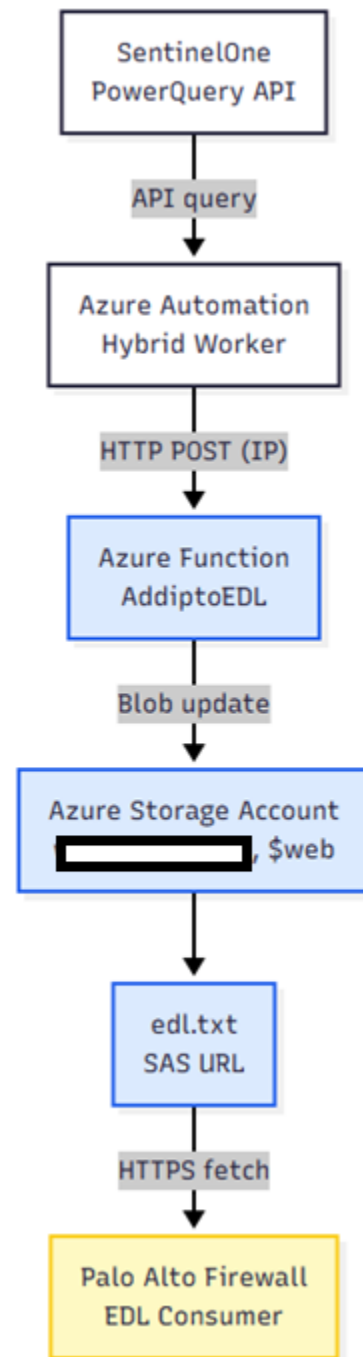 SentinelOne
PowerQuery API
API query
Azure Automation
Hybrid Worker
HTTP POST (IP)
Azure Function
AddiptoEDL
Blob update
Azure Storage Account
, $web
edl.txt
SAS URL
HTTPS fetch
Palo Alto Firewall
EDL Consumer